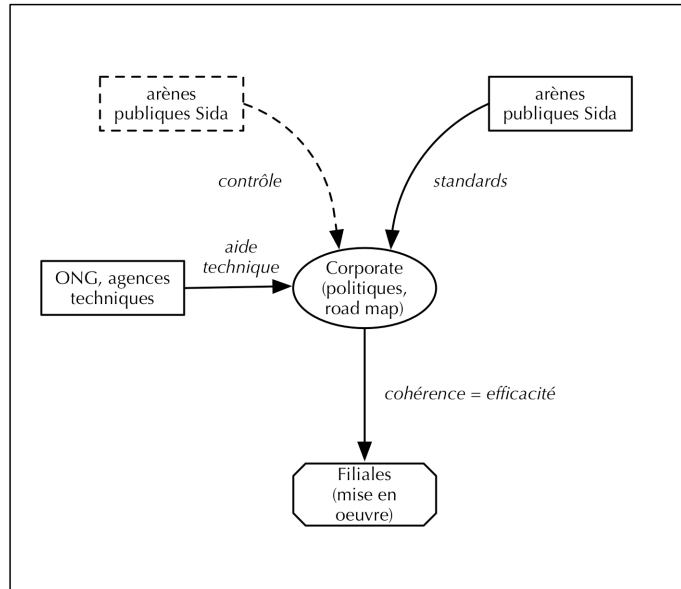 arènes
publiques Sida
arènes
publiques Sida
contrôle
standards
aide
technique
ONG, agences
techniques
Corporate
(politiques,
road map)
cohérence = efficacité
Filiales
(mise en
oeuvre)